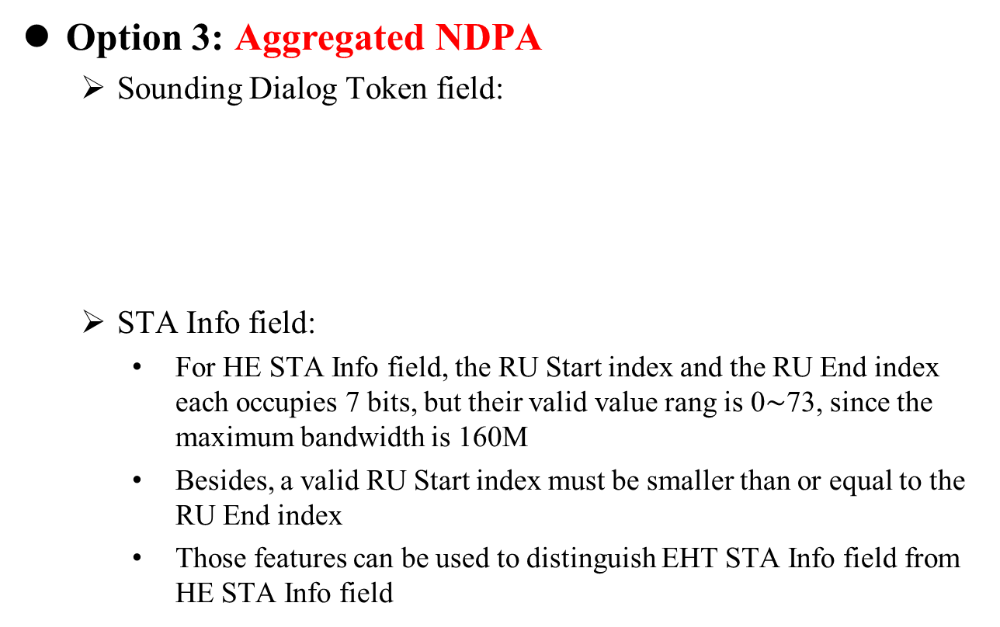 ● Option 3: Aggregated NDPA
➢ Sounding Dialog Token field:
➢ STA Info field:
• For HE STA Info field, the RU Start index and the RU End index
each occupies 7 bits, but their valid value rang is 0~73, since the
maximum bandwidth is 160M
• Besides, a valid RU Start index must be smaller than or equal to the
RU End index
• Those features can be used to distinguish EHT STA Info field from
HE STA Info field